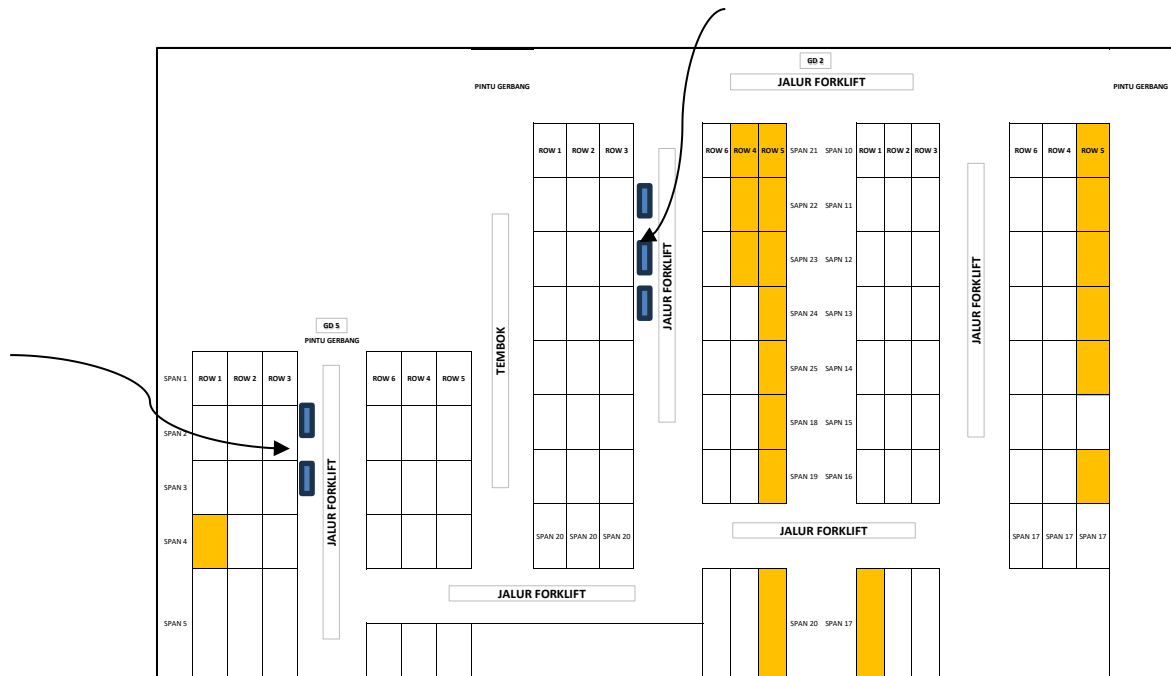 GD 2
JALUR FORKLIFT
PINTU GERBANG
PINTU GERBANG
ROW 1 ROW 2 ROW 3
ROW 6 ROW 4 ROW 5
SPAN 21 SPAN 10
ROW 1 ROW 2 ROW 3
ROW 6 ROW 4 ROW 5
SAPN 22 SPAN 11
SAPN 23 SPAN 12
SPAN 24 SAPN 13
SPAN 25 SAPN 14
SPAN 18 SAPN 15
SPAN 19 SPAN 16
TEMBOK
JALUR FORKLIFT
JALUR FORKLIFT
GD 5
PINTU GERBANG
SPAN 1 ROW 1 ROW 2 ROW 3
ROW 6 ROW 4 ROW 5
SPAN 2
SPAN 3
SPAN 4
SPAN 5
JALUR FORKLIFT
SPAN 20 SPAN 20 SPAN 20
JALUR FORKLIFT
SPAN 17 SPAN 17 SPAN 17
JALUR FORKLIFT
SPAN 20 SPAN 17